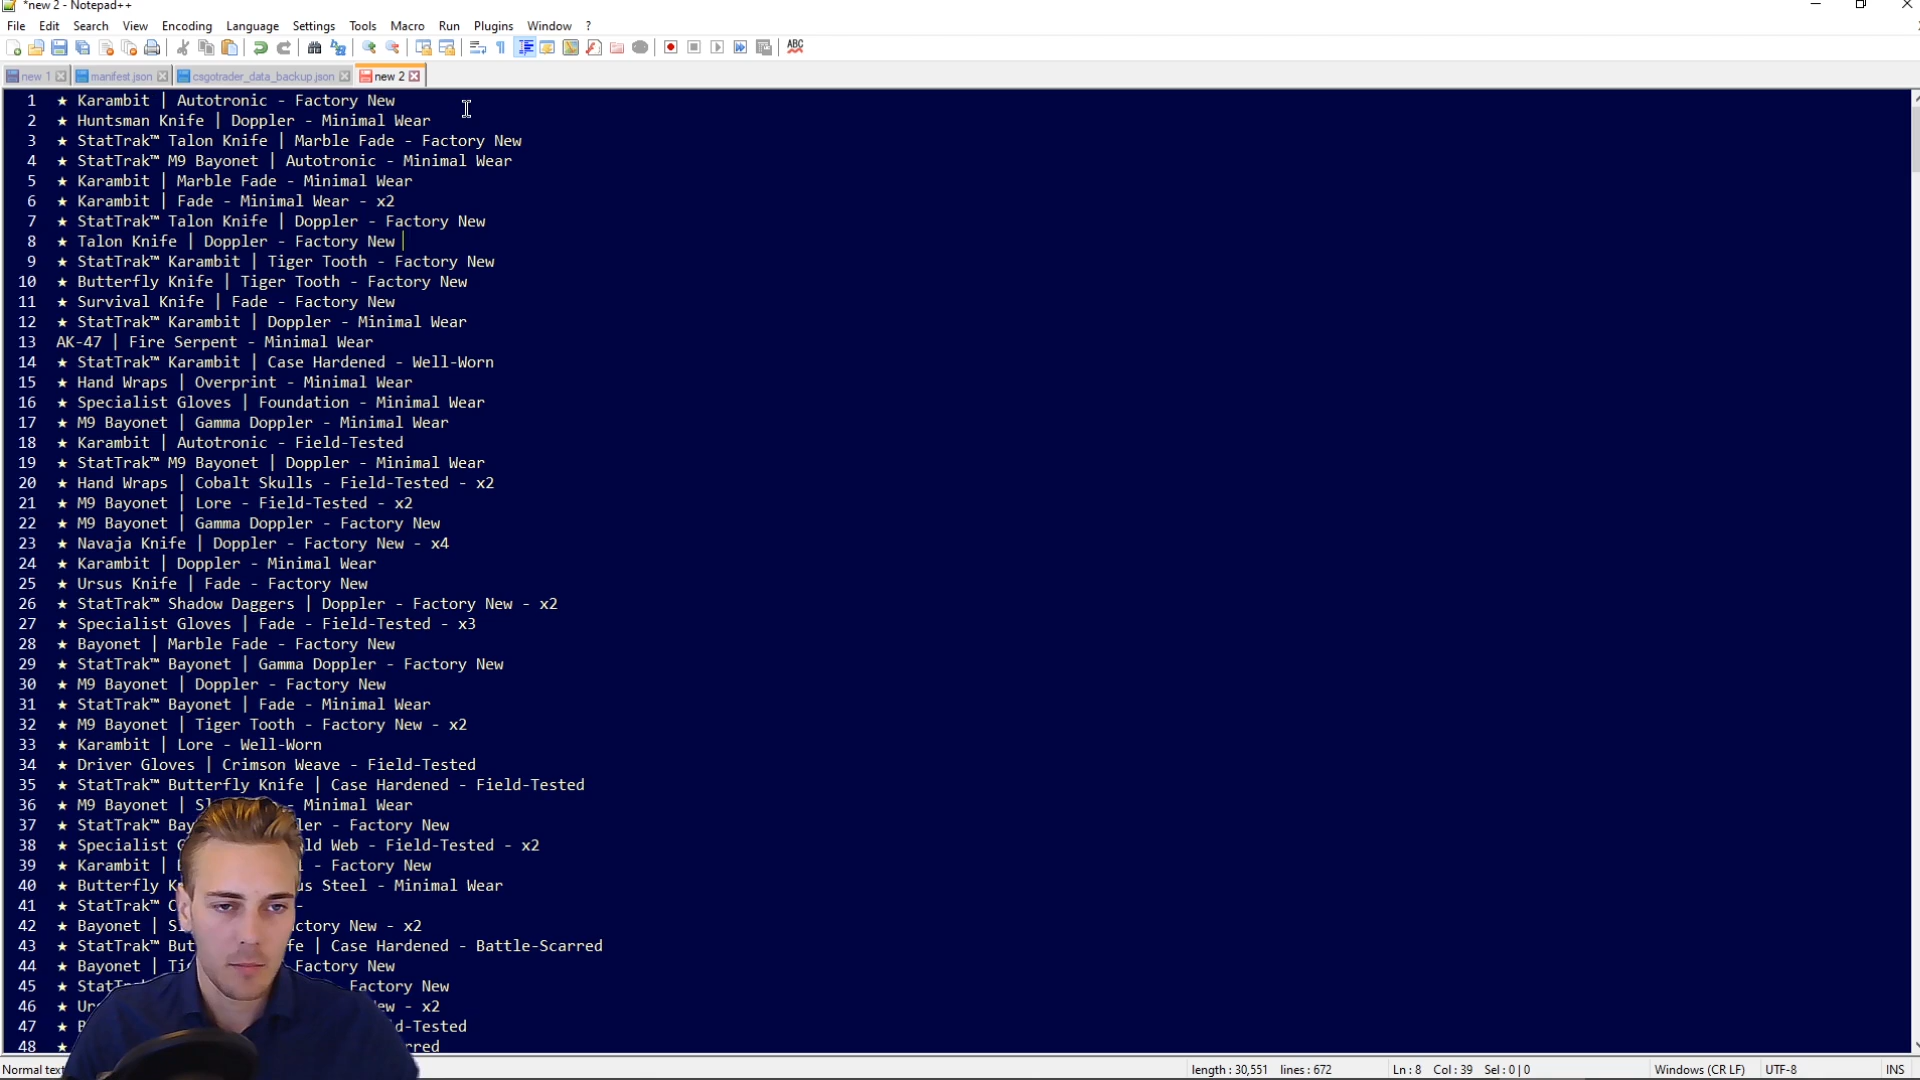 *new 2 - Notepad++
File Edit Search View Encoding Language Settings Tools Macro Run Plugins Window ?
new 1 manifest.json csgotrader_data_backup.json new 2
1 ★ Karambit | Autotronic - Factory New
2 ★ Huntsman Knife | Doppler - Minimal Wear
3 ★ StatTrak™ Talon Knife | Marble Fade - Factory New
4 ★ StatTrak™ M9 Bayonet | Autotronic - Minimal Wear
5 ★ Karambit | Marble Fade - Minimal Wear
6 ★ Karambit | Fade - Minimal Wear - x2
7 ★ StatTrak™ Talon Knife | Doppler - Factory New
8 ★ Talon Knife | Doppler - Factory New
9 ★ StatTrak™ Karambit | Tiger Tooth - Factory New
10 ★ Butterfly Knife | Tiger Tooth - Factory New
11 ★ Survival Knife | Fade - Factory New
12 ★ StatTrak™ Karambit | Doppler - Minimal Wear
13 AK-47 | Fire Serpent - Minimal Wear
14 ★ StatTrak™ Karambit | Case Hardened - Well-Worn
15 ★ Hand Wraps | Overprint - Minimal Wear
16 ★ Specialist Gloves | Foundation - Minimal Wear
17 ★ M9 Bayonet | Gamma Doppler - Minimal Wear
18 ★ Karambit | Autotronic - Field-Tested
19 ★ StatTrak™ M9 Bayonet | Doppler - Minimal Wear
20 ★ Hand Wraps | Cobalt Skulls - Field-Tested - x2
21 ★ M9 Bayonet | Lore - Field-Tested - x2
22 ★ M9 Bayonet | Gamma Doppler - Factory New
23 ★ Navaja Knife | Doppler - Factory New - x4
24 ★ Karambit | Doppler - Minimal Wear
25 ★ Ursus Knife | Fade - Factory New
26 ★ StatTrak™ Shadow Daggers | Doppler - Factory New - x2
27 ★ Specialist Gloves | Fade - Field-Tested - x3
28 ★ Bayonet | Marble Fade - Factory New
29 ★ StatTrak™ Bayonet | Gamma Doppler - Factory New
30 ★ M9 Bayonet | Doppler - Factory New
31 ★ StatTrak™ Bayonet | Fade - Minimal Wear
32 ★ M9 Bayonet | Tiger Tooth - Factory New - x2
33 ★ Karambit | Lore - Well-Worn
34 ★ Driver Gloves | Crimson Weave - Field-Tested
35 ★ StatTrak™ Butterfly Knife | Case Hardened - Field-Tested
36 ★ M9 Bayonet | - Minimal Wear
37 ★ StatTrak™ - Factory New
38 ★ Specialist Web - Field-Tested - x2
39 ★ Karambit | - Factory New
40 ★ Butterfly Steel - Minimal Wear
41 ★ StatTrak™ -
42 ★ Bayonet | New - x2
43 ★ StatTrak™ | Case Hardened - Battle-Scarred
44 ★ Bayonet | Factory New
45 ★ Factory New
46 ★ - x2
47 ★
48 ★
length : 30,551 lines : 672 Ln : 8 Col : 39 Sel : 0 | 0 Windows (CR LF) UTF-8 INS